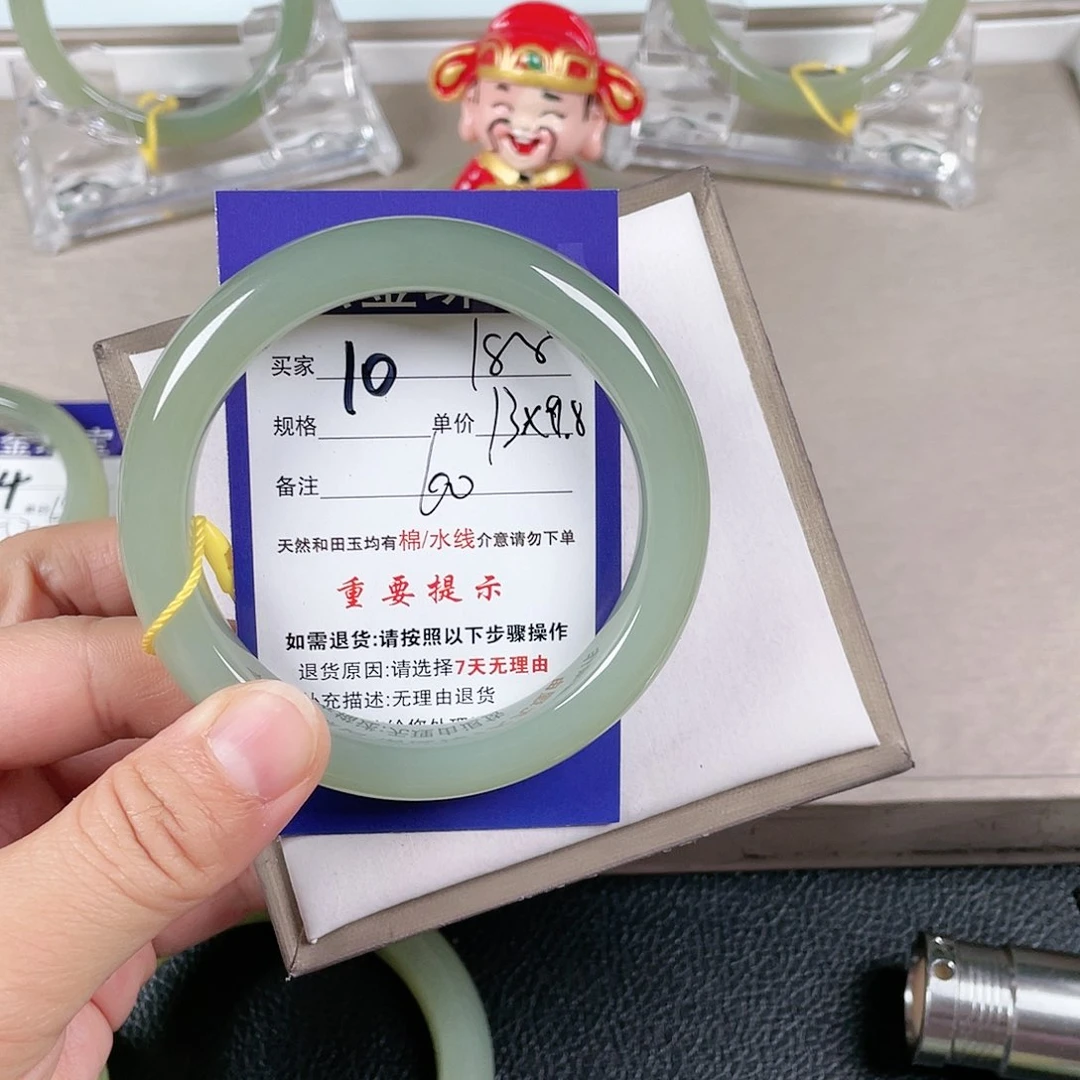 买家 10 188
规格 单价 13x9.8
备注 60
天然和田玉均有棉/水线介意请勿下单
重要提示
如需退货:请按照以下步骤操作
退货原因:请选择7天无理由
补充描述:无理由退货